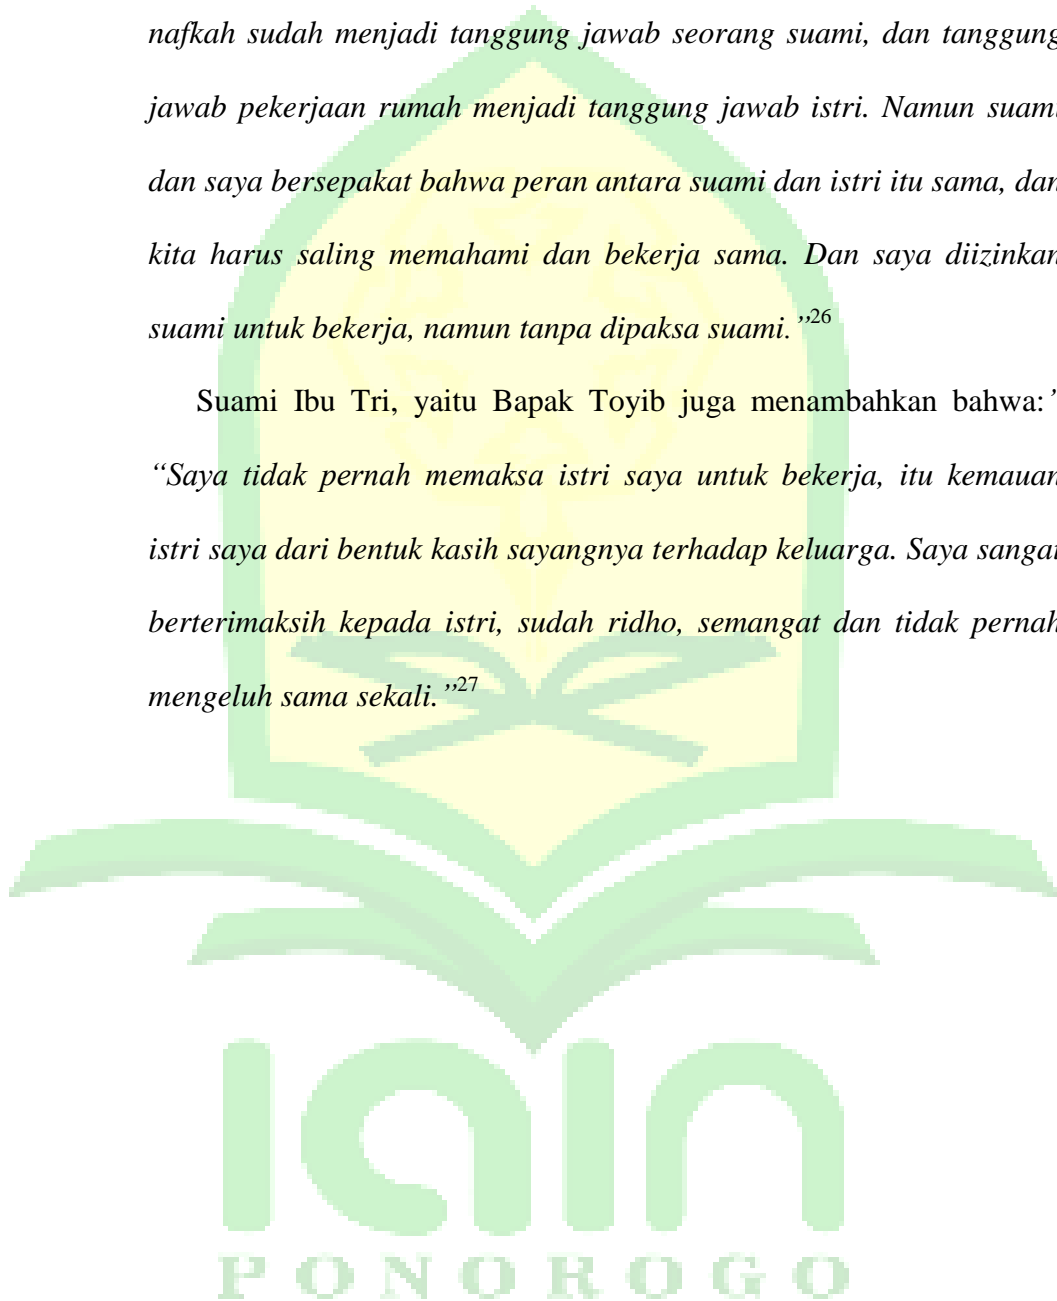 nafkah sudah menjadi tanggung jawab seorang suami, dan tanggung
jawab pekerjaan rumah menjadi tanggung jawab istri. Namun suami
dan saya bersepakat bahwa peran antara suami dan istri itu sama, dan
kita harus saling memahami dan bekerja sama. Dan saya diizinkan
suami untuk bekerja, namun tanpa dipaksa suami.”26
Suami Ibu Tri, yaitu Bapak Toyib juga menambahkan bahwa:”
“Saya tidak pernah memaksa istri saya untuk bekerja, itu kemauan
istri saya dari bentuk kasih sayangnya terhadap keluarga. Saya sangat
berterimaksih kepada istri, sudah ridho, semangat dan tidak pernah
mengeluh sama sekali.”27
iain
PONOROGO